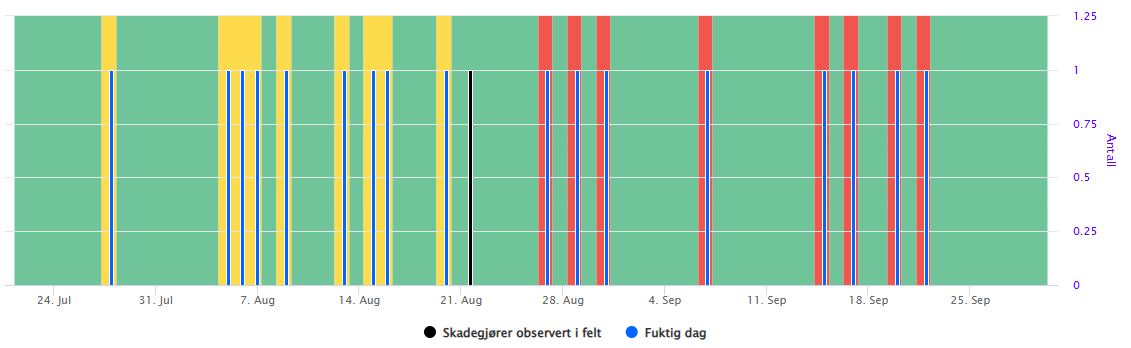 1.25
1
0.75
0.5
0.25
0
Antall
24. Jul 31. Jul 7. Aug 14. Aug 21. Aug 28. Aug 4. Sep 11. Sep 18. Sep 25. Sep
Skadegjører observert i felt Fuktig dag